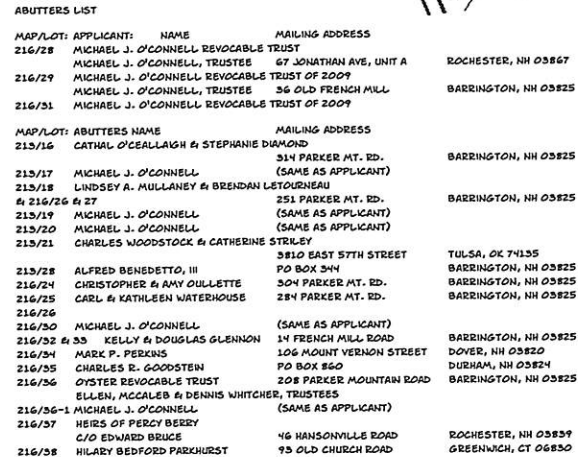 ABUTTERS LIST
MAP/LOT: APPLICANT: NAME MAILING ADDRESS
216/28 MICHAEL J. O'CONNELL REVOCABLE TRUST
MICHAEL J. O'CONNELL, TRUSTEE 67 JONATHAN AVE, UNIT A ROCHESTER, NH 03867
216/29 MICHAEL J. O'CONNELL REVOCABLE TRUST OF 2009
MICHAEL J. O'CONNELL, TRUSTEE 36 OLD FRENCH MILL BARRINGTON, NH 03825
216/31 MICHAEL J. O'CONNELL REVOCABLE TRUST OF 2009
MAP/LOT: ABUTTERS NAME MAILING ADDRESS
213/16 CATHAL O'CEALLAIGH & STEPHANIE DIAMOND
314 PARKER MT. RD. BARRINGTON, NH 03825
213/17 MICHAEL J. O'CONNELL (SAME AS APPLICANT)
213/18 LINDSEY A. MULLANEY & BRENDAN LETOURNEAU
& 216/26 & 27 251 PARKER MT. RD. BARRINGTON, NH 03825
213/19 MICHAEL J. O'CONNELL (SAME AS APPLICANT)
213/20 MICHAEL J. O'CONNELL (SAME AS APPLICANT)
213/21 CHARLES WOODSTOCK & CATHERINE STRILEY
3810 EAST 57TH STREET TULSA, OK 74135
213/28 ALFRED BENEDETTO, III PO BOX 344 BARRINGTON, NH 03825
216/24 CHRISTOPHER & AMY OULLETTE 304 PARKER MT. RD. BARRINGTON, NH 03825
216/25 CARL & KATHLEEN WATERHOUSE 284 PARKER MT. RD. BARRINGTON, NH 03825
216/26
216/30 MICHAEL J. O'CONNELL (SAME AS APPLICANT)
216/32 & 33 KELLY & DOUGLAS GLENNON 14 FRENCH MILL ROAD BARRINGTON, NH 03825
216/34 MARK P. PERKINS 106 MOUNT VERNON STREET DOVER, NH 03820
216/35 CHARLES R. GOODSTEIN PO BOX 860 DURHAM, NH 03824
216/36 OYSTER REVOCABLE TRUST 208 PARKER MOUNTAIN ROAD BARRINGTON, NH 03825
ELLEN, MCCALEB & DENNIS WHITCHER, TRUSTEES
216/36-1 MICHAEL J. O'CONNELL (SAME AS APPLICANT)
216/37 HEIRS OF PERCY BERRY
C/O EDWARD BRUCE 46 HANSONVILLE ROAD ROCHESTER, NH 03839
216/38 HILARY BEDFORD PARKHURST 93 OLD CHURCH ROAD GREENWICH, CT 06830